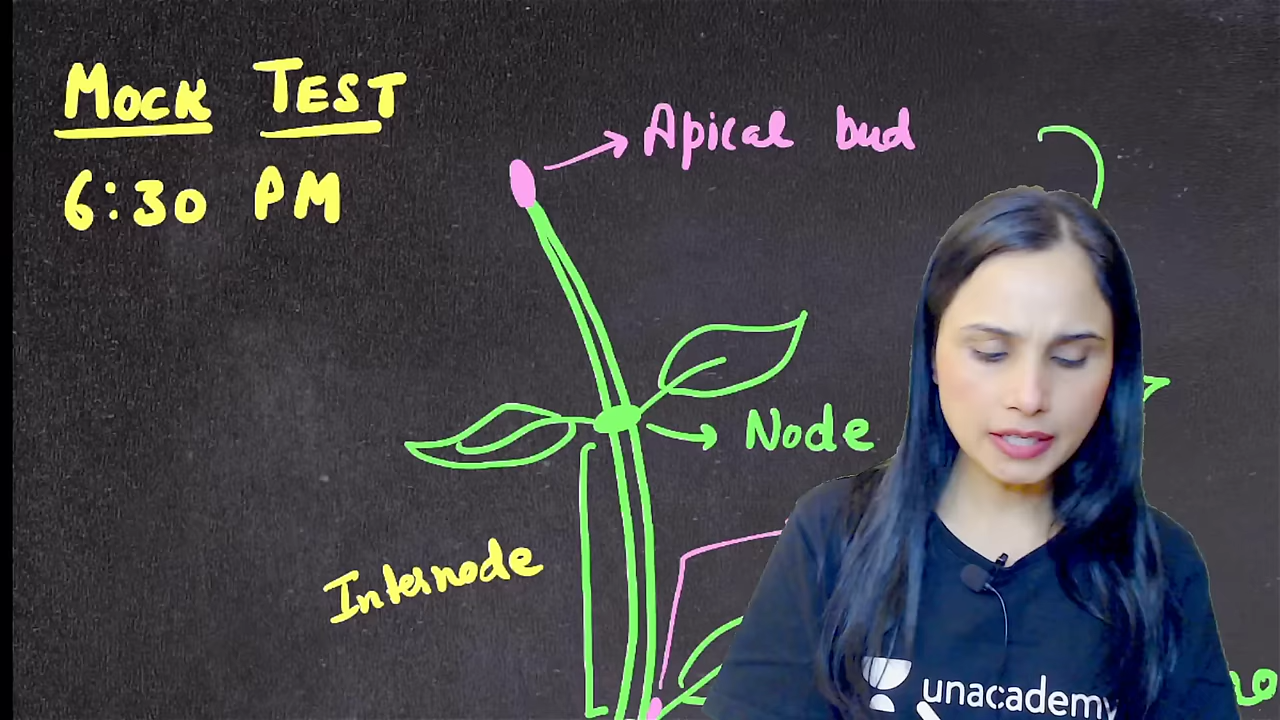 Mock TEST
6:30 PM
Apical bud
Node
Internode
unacademy